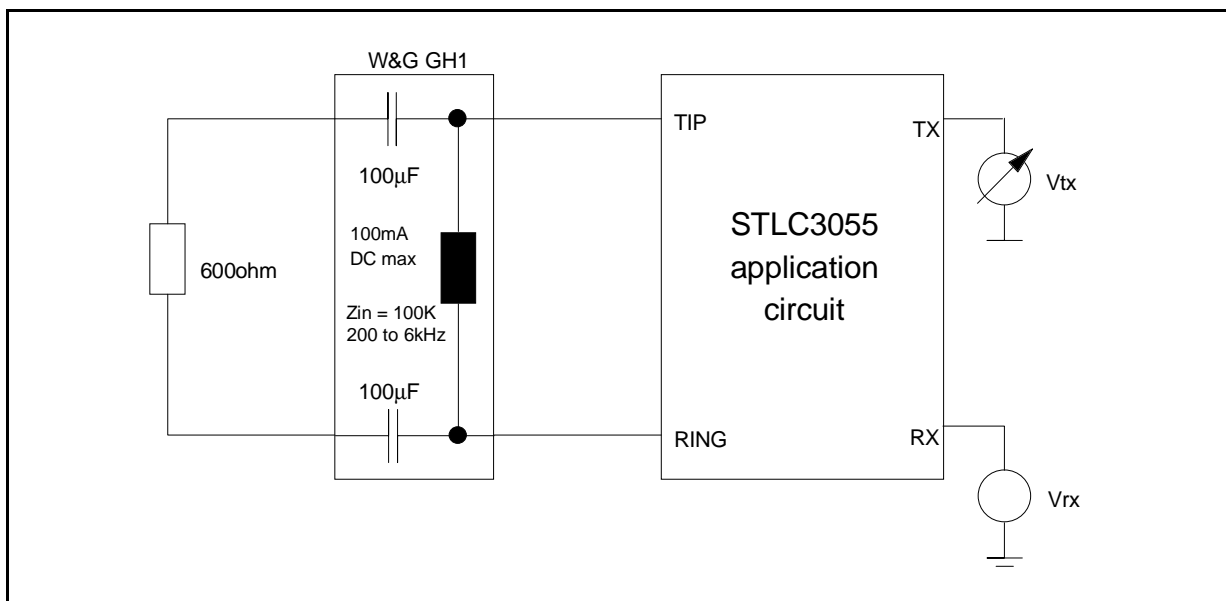 W&G GH1
TIP
TX
100μF
Vtx
100mA
DC max
STLC3055
application
circuit
600ohm
Zin = 100K
200 to 6kHz
100μF
RING
RX
Vrx